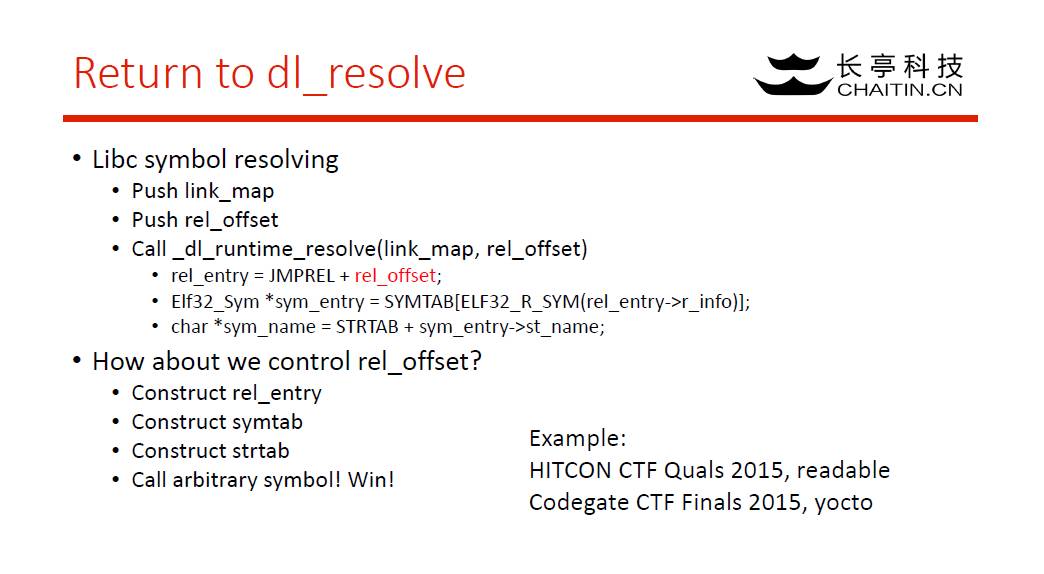 Return to dl_resolve
长亭科技
CHAITIN.CN
• Libc symbol resolving
• Push link_map
• Push rel_offset
• Call _dl_runtime_resolve(link_map, rel_offset)
• rel_entry = JMPREL + rel_offset;
• Elf32_Sym *sym_entry = SYMTAB[ELF32_R_SYM(rel_entry->r_info)];
• char *sym_name = STRTAB + sym_entry->st_name;
• How about we control rel_offset?
• Construct rel_entry
• Construct symtab
• Construct strtab
• Call arbitrary symbol! Win!
Example:
HITCON CTF Quals 2015, readable
Codegate CTF Finals 2015, yocto